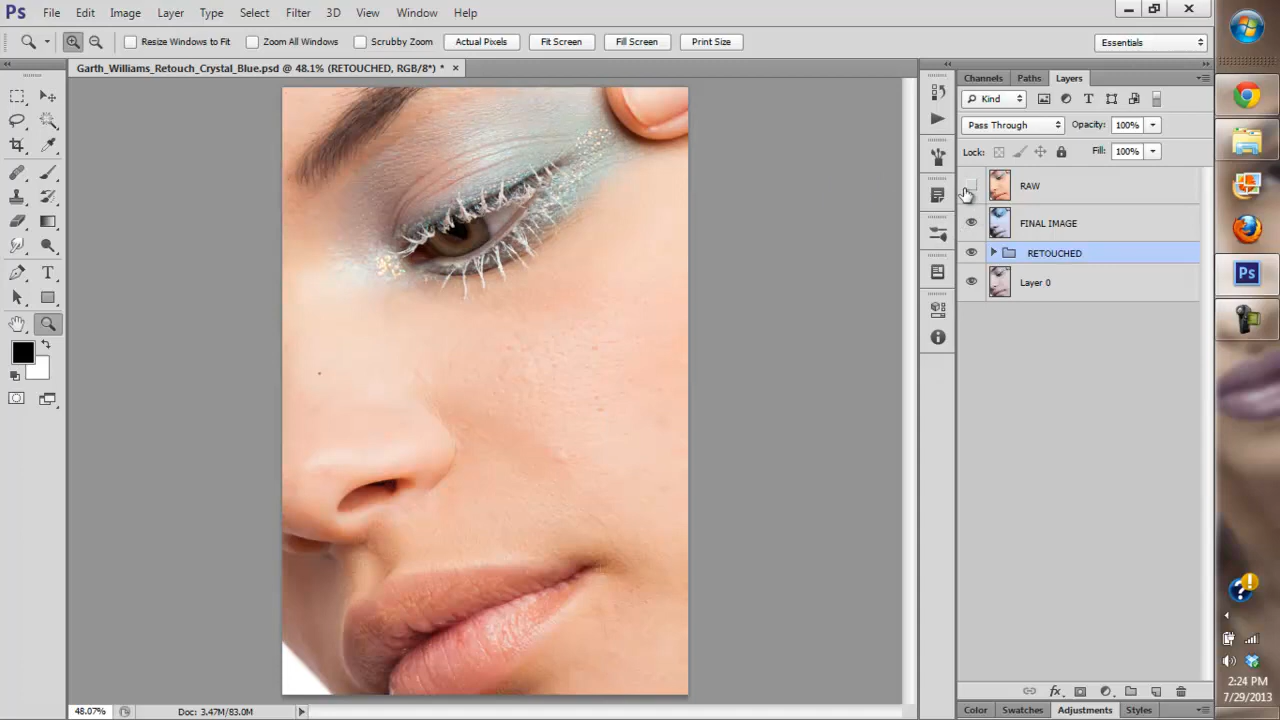 Ps File Edit Image Layer Type Select Filter 3D View Window Help
Resize Windows to Fit Zoom All Windows Scrubby Zoom Actual Pixels Fit Screen Fill Screen Print Size Essentials
Garth_Williams_Retouch_Crystal_Blue.psd @ 48.1% (RETOUCHED, RGB/8*) * ×
Channels Paths Layers
Kind
Pass Through Opacity: 100%
Lock: Fill: 100%
RAW
FINAL IMAGE
RETOUCHED
Layer 0
48.07% Doc: 3.47M/83.0M
Color Swatches Adjustments Styles
Ps
2:24 PM
7/29/2013